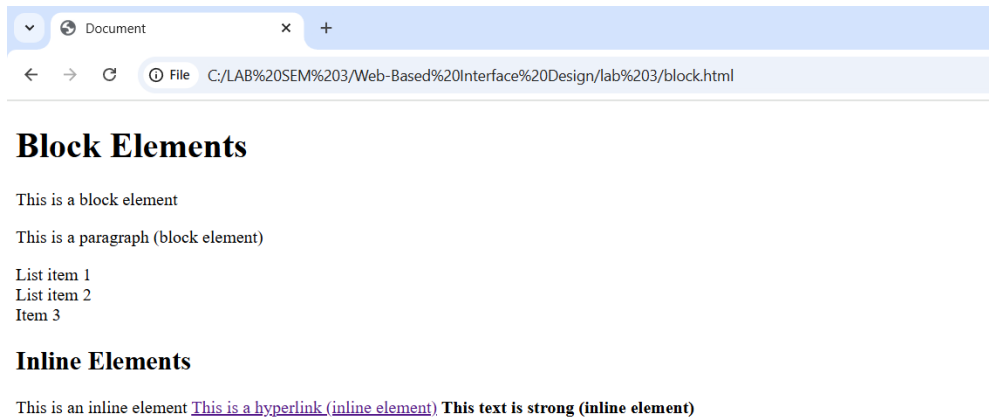 Document
File C:/LAB%20SEM%203/Web-Based%20Interface%20Design/lab%203/block.html
Block Elements
This is a block element
This is a paragraph (block element)
List item 1
List item 2
Item 3
Inline Elements
This is an inline element This is a hyperlink (inline element) This text is strong (inline element)